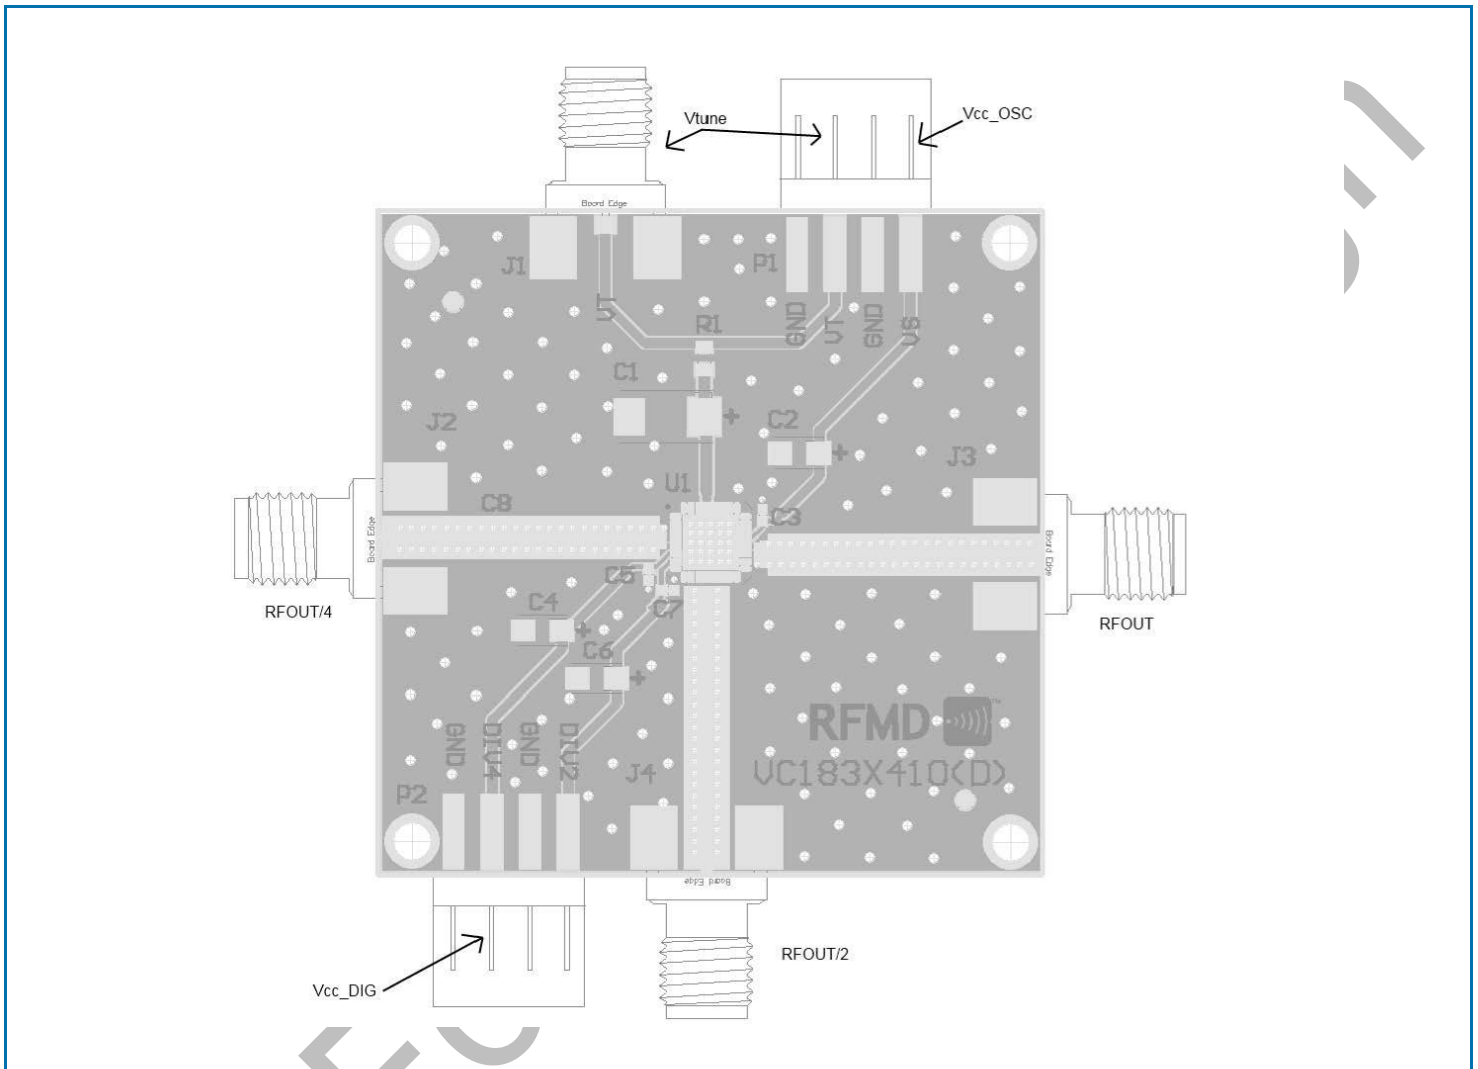 Vtune
Vcc_OSC
Board Edge
J1
P1
VT
R1
GND
VT
GND
VS
C1
J2
C2
J3
U1
C8
C3
Board Edge
Board Edge
C5
RFOUT/4
C4
C7
RFOUT
C6
RFMD
™
VC183X410(D)
GND
DIV4
GND
DIV2
J4
P2
Board Edge
RFOUT/2
Vcc_DIG